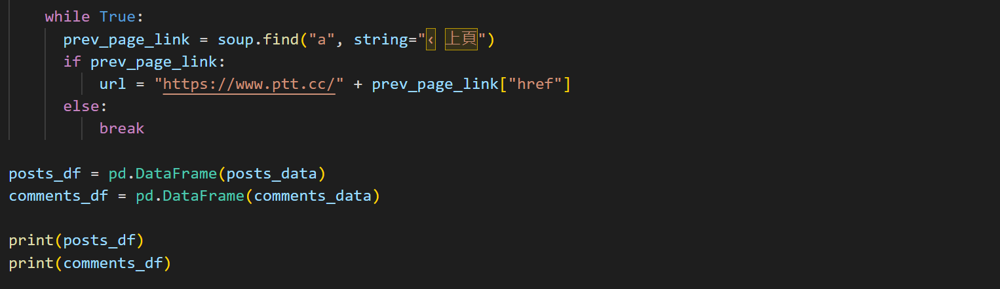 while True:
prev_page_link = soup.find("a", string="‹ 上頁")
if prev_page_link:
url = "https://www.ptt.cc/" + prev_page_link["href"]
else:
break
posts_df = pd.DataFrame(posts_data)
comments_df = pd.DataFrame(comments_data)
print(posts_df)
print(comments_df)